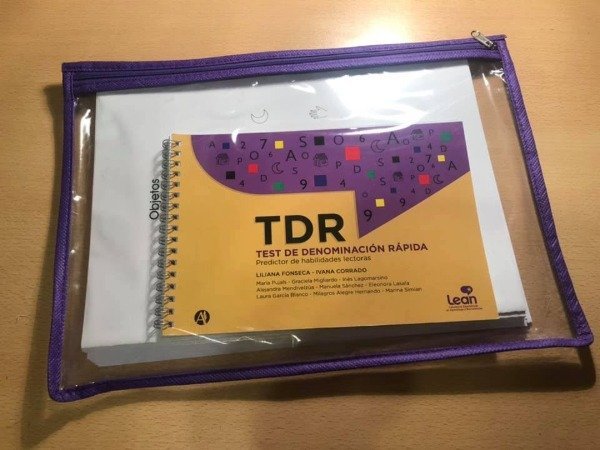 Objetos
TDR
TEST DE DENOMINACIÓN RÁPIDA
Predictor de habilidades lectoras
LILIANA FONSECA - IVANA CORRADO
María Pujals - Graciela Migliardo - Inés Lagomarsino
Alejandra Mendivelzúa - Manuela Sánchez - Eleonora Lasala
Laura García Blanco - Milagros Alegre Hernando - Marina Simian
Lean